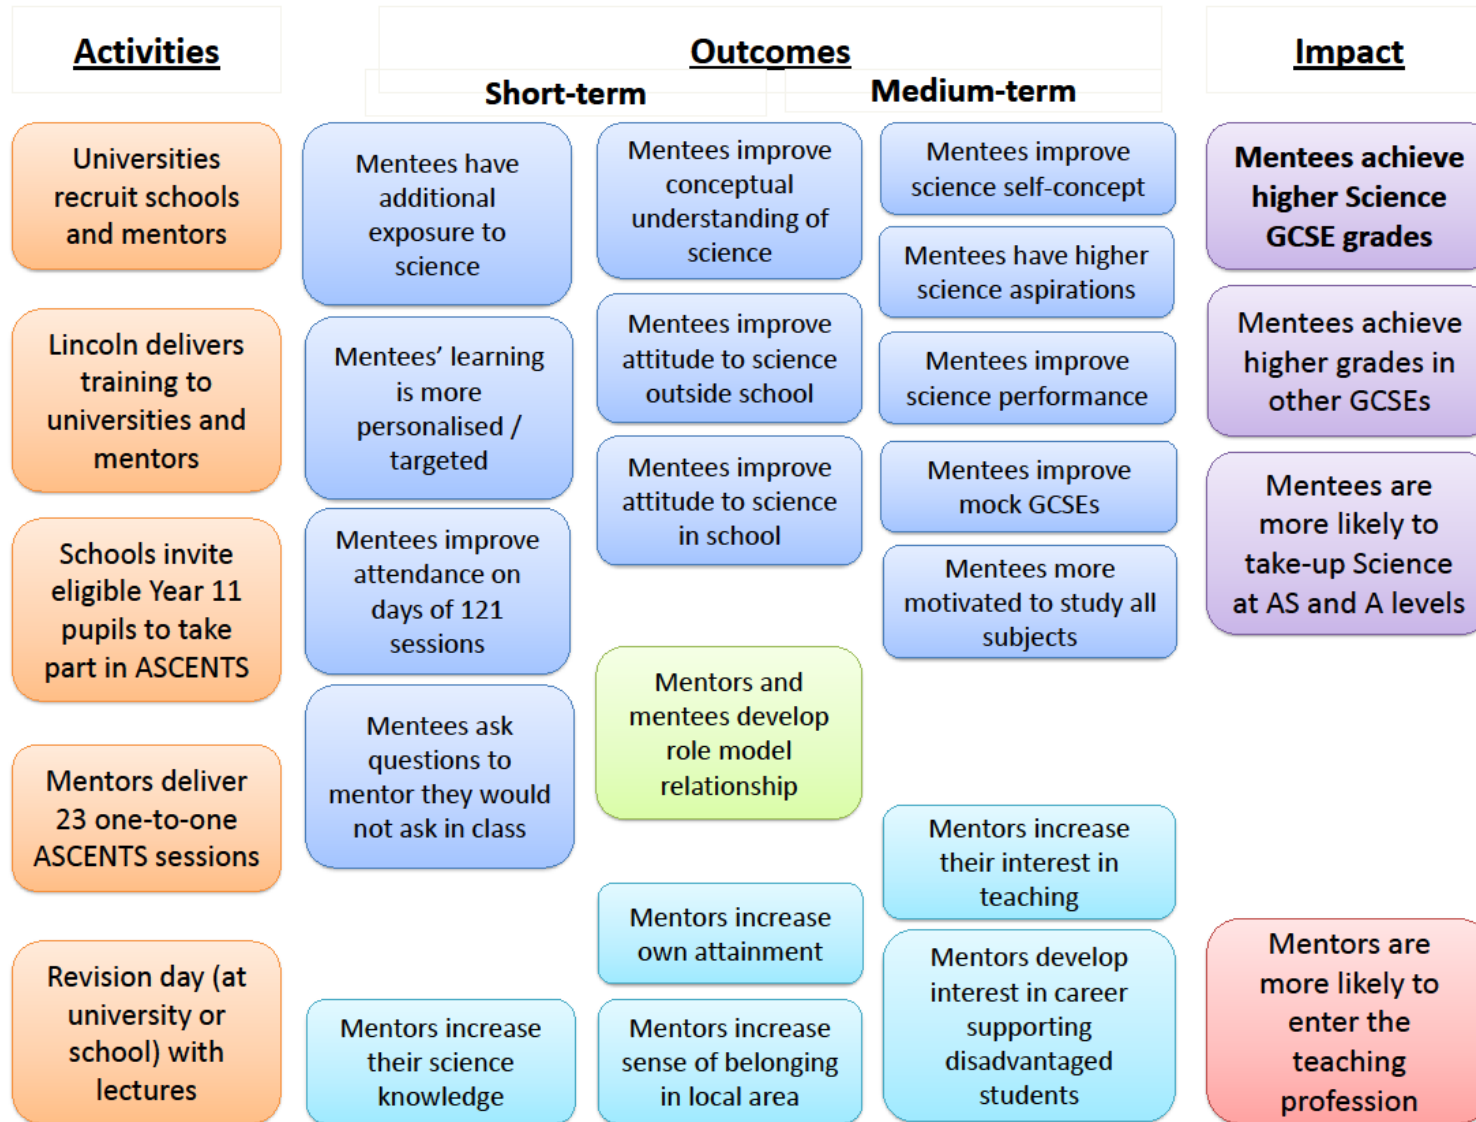 Activities
Outcomes
Impact
Short-term
Medium-term
Universities
recruit schools
and mentors
Lincoln delivers
training to
universities and
mentors
Schools invite
eligible Year 11
pupils to take
part in ASCENTS
Mentors deliver
23 one-to-one
ASCENTS sessions
Revision day (at
university or
school) with
lectures
Mentees have
additional
exposure to
science
Mentees’ learning
is more
personalised /
targeted
Mentees improve
attendance on
days of 121
sessions
Mentees ask
questions to
mentor they would
not ask in class
Mentors increase
their science
knowledge
Mentees improve
conceptual
understanding of
science
Mentees improve
attitude to science
outside school
Mentees improve
attitude to science
in school
Mentors and
mentees develop
role model
relationship
Mentors increase
own attainment
Mentors increase
sense of belonging
in local area
Mentees improve
science self-concept
Mentees have higher
science aspirations
Mentees improve
science performance
Mentees improve
mock GCSEs
Mentees more
motivated to study all
subjects
Mentors increase
their interest in
teaching
Mentors develop
interest in career
supporting
disadvantaged
students
Mentees achieve
higher Science
GCSE grades
Mentees achieve
higher grades in
other GCSEs
Mentees are
more likely to
take-up Science
at AS and A levels
Mentors are
more likely to
enter the
teaching
profession